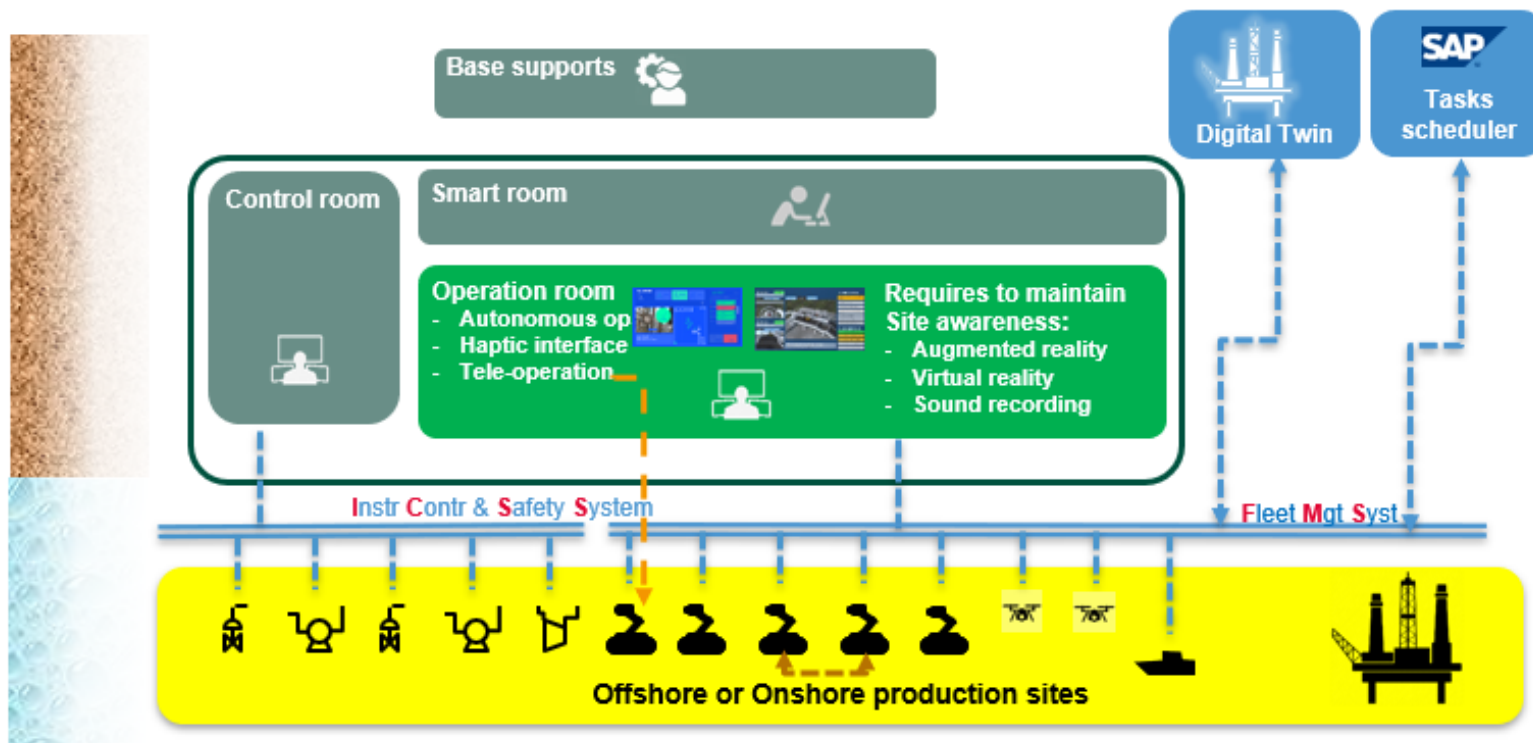 Base supports
Digital Twin
SAP
Tasks
scheduler
Control room
Smart room
Operation room
- Autonomous op
- Haptic interface
- Tele-operation
Requires to maintain
Site awareness:
- Augmented reality
- Virtual reality
- Sound recording
Instr Contr & Safety System
Fleet Mgt Syst
Offshore or Onshore production sites